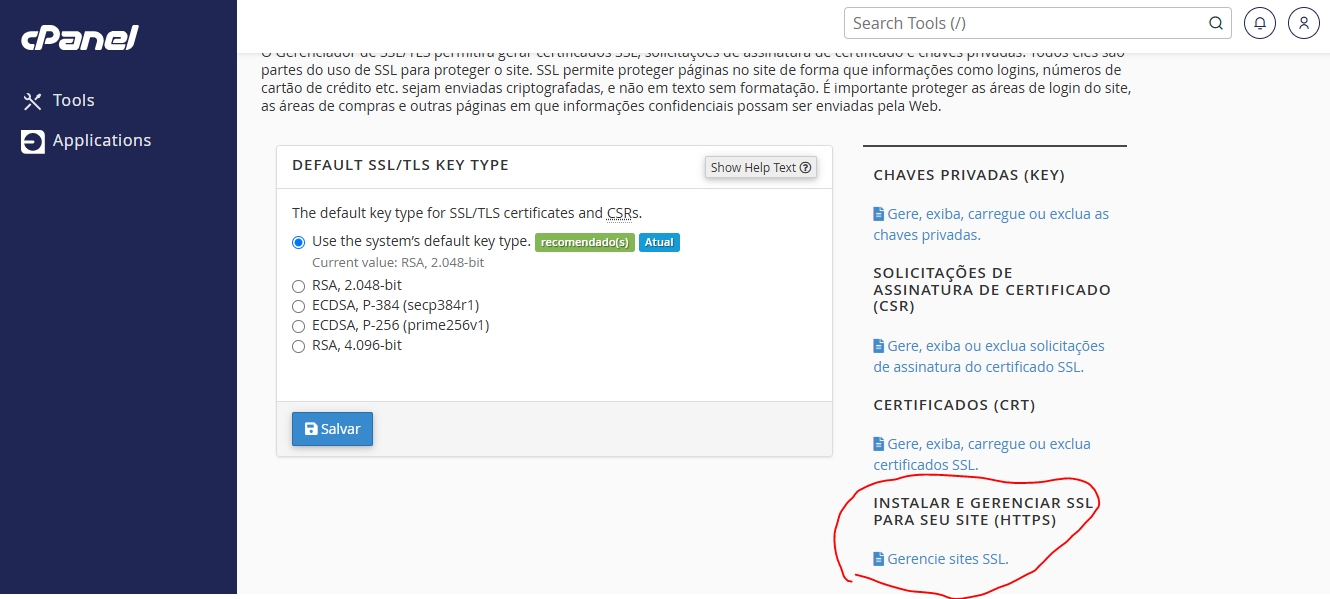 cPanel
Search Tools (/)
Tools
Applications
O Gerenciador de SSL/TLS permitirá gerar certificados SSL, solicitações de assinatura de certificado e chaves privadas. Todos eles são
partes do uso de SSL para proteger o site. SSL permite proteger páginas no site de forma que informações como logins, números de
cartão de crédito etc. sejam enviadas criptografadas, e não em texto sem formatação. É importante proteger as áreas de login do site,
as áreas de compras e outras páginas em que informações confidenciais possam ser enviadas pela Web.
DEFAULT SSL/TLS KEY TYPE
Show Help Text
The default key type for SSL/TLS certificates and CSRs.
Use the system’s default key type. recomendado(s) Atual
Current value: RSA, 2.048-bit
RSA, 2.048-bit
ECDSA, P-384 (secp384r1)
ECDSA, P-256 (prime256v1)
RSA, 4.096-bit
Salvar
CHAVES PRIVADAS (KEY)
Gere, exiba, carregue ou exclua as
chaves privadas.
SOLICITAÇÕES DE
ASSINATURA DE CERTIFICADO
(CSR)
Gere, exiba ou exclua solicitações
de assinatura do certificado SSL.
CERTIFICADOS (CRT)
Gere, exiba, carregue ou exclua
certificados SSL.
INSTALAR E GERENCIAR SSL
PARA SEU SITE (HTTPS)
Gerencie sites SSL.